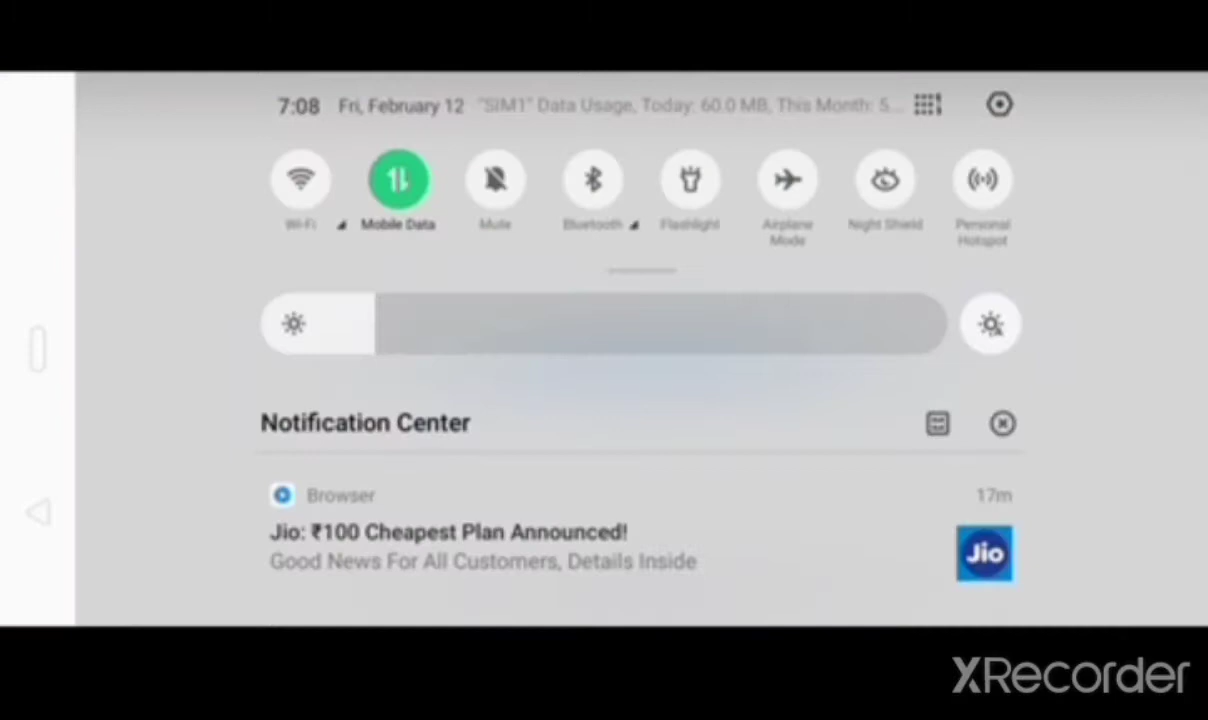 7:08 Fri, February 12 "SIM1" Data Usage, Today: 60.0 MB, This Month: 5...
Wi-Fi Mobile Data Mute Bluetooth Flashlight Airplane Mode Night Shield Personal Hotspot
Notification Center
Browser 17m
Jio: ₹100 Cheapest Plan Announced!
Good News For All Customers, Details Inside
Jio
XRecorder